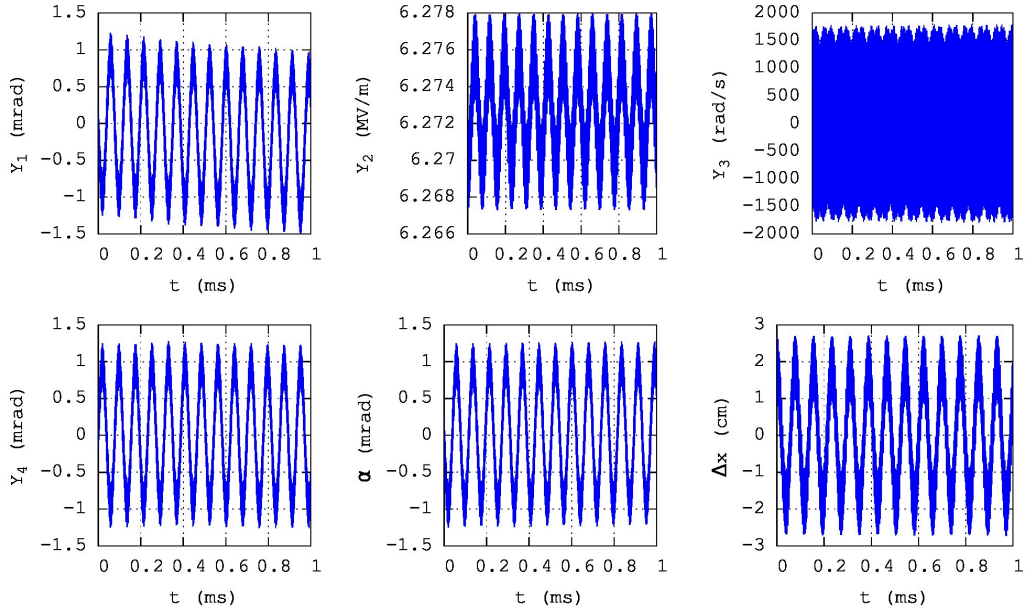 1.5
1
0.5
0
−0.5
−1
−1.5
Y1 (mrad)
0 0.2 0.4 0.6 0.8 1
t (ms)
6.278
6.276
6.274
6.272
6.27
6.268
6.266
Y2 (MV/m)
0 0.2 0.4 0.6 0.8 1
t (ms)
2000
1500
1000
500
0
−500
−1000
−1500
−2000
Y3 (rad/s)
0 0.2 0.4 0.6 0.8 1
t (ms)
1.5
1
0.5
0
−0.5
−1
−1.5
Y4 (mrad)
0 0.2 0.4 0.6 0.8 1
t (ms)
1.5
1
0.5
0
−0.5
−1
−1.5
α (mrad)
0 0.2 0.4 0.6 0.8 1
t (ms)
3
2
1
0
−1
−2
−3
Δx (cm)
0 0.2 0.4 0.6 0.8 1
t (ms)